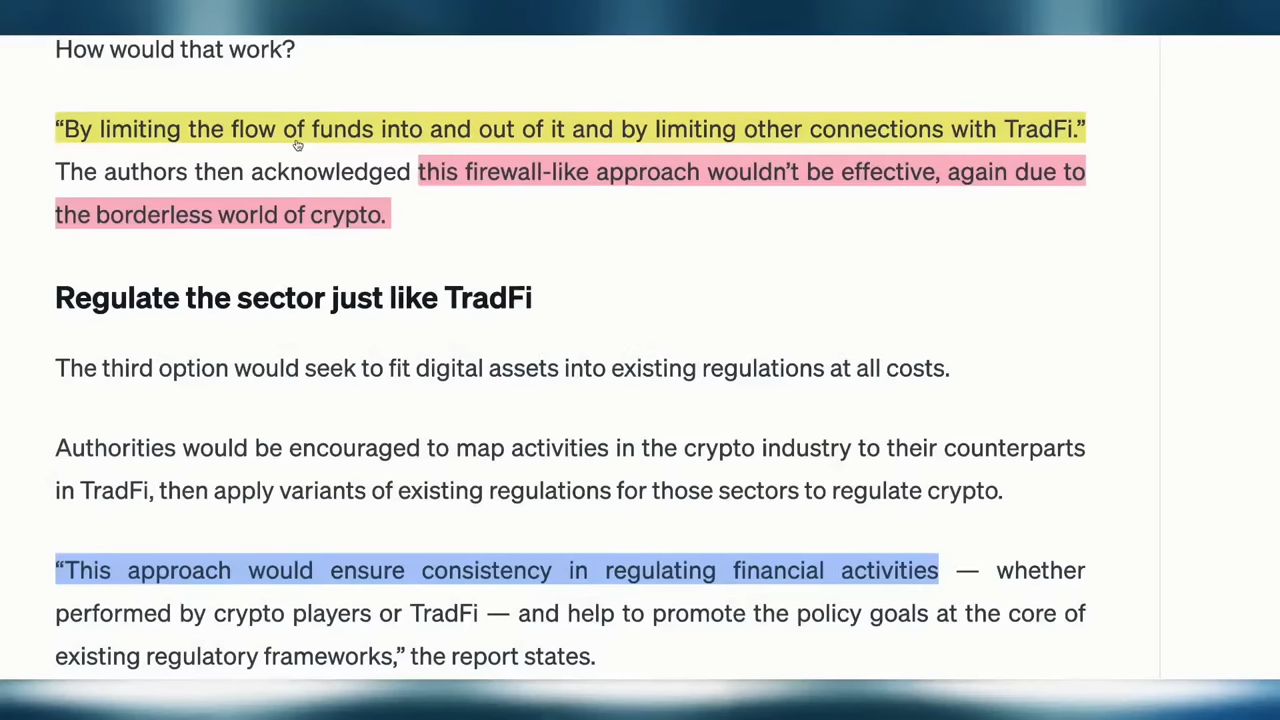 How would that work?
“By limiting the flow of funds into and out of it and by limiting other connections with TradFi.”
The authors then acknowledged this firewall-like approach wouldn’t be effective, again due to
the borderless world of crypto.
Regulate the sector just like TradFi
The third option would seek to fit digital assets into existing regulations at all costs.
Authorities would be encouraged to map activities in the crypto industry to their counterparts
in TradFi, then apply variants of existing regulations for those sectors to regulate crypto.
“This approach would ensure consistency in regulating financial activities — whether
performed by crypto players or TradFi — and help to promote the policy goals at the core of
existing regulatory frameworks,” the report states.